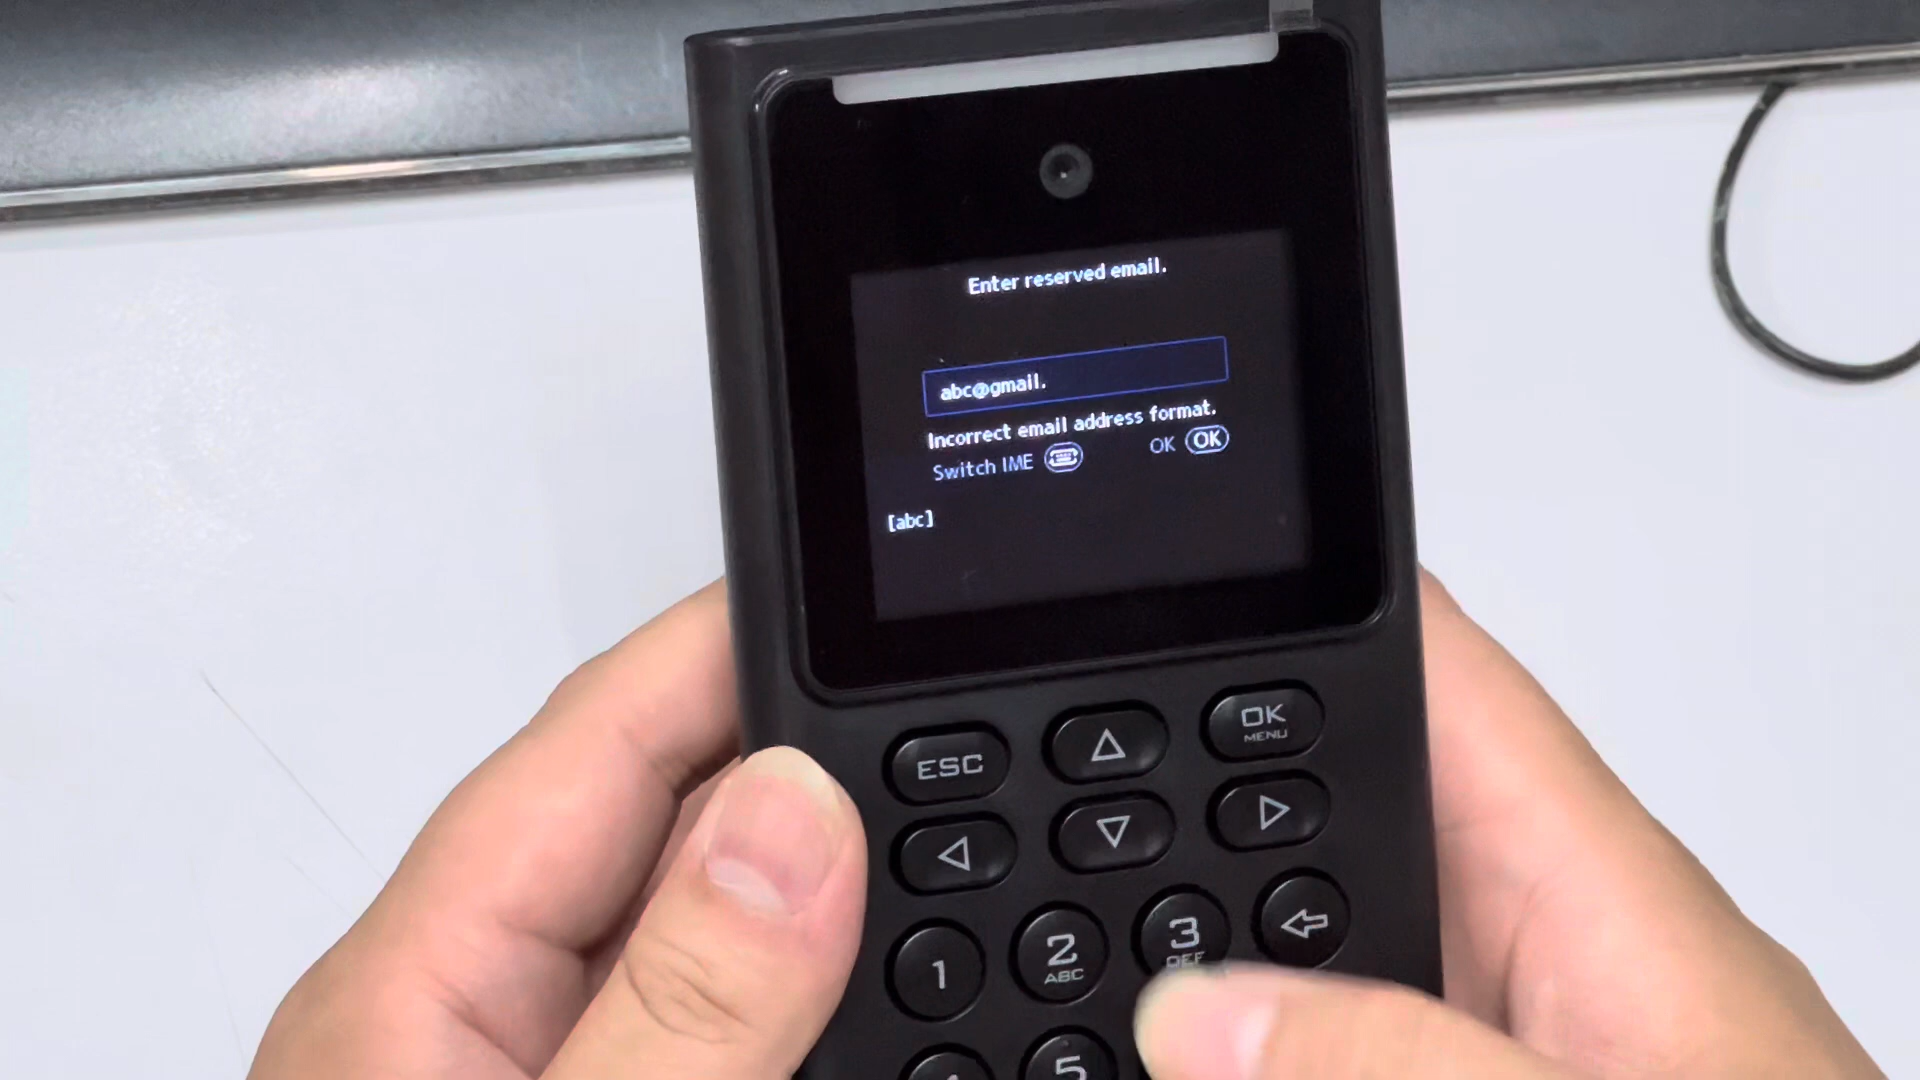 Enter reserved email.
abc@gmail.
Incorrect email address format.
Switch IME OK OK
[abc]
ESC
OK
MENU
1
2
ABC
3
DEF
5